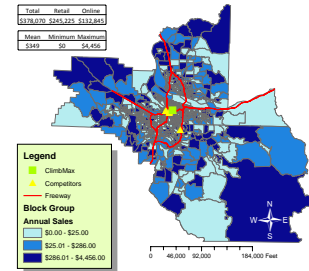 Total Retail Online
$378,070 $245,225 $132,845
Mean Minimum Maximum
$349 $0 $4,456
Legend
ClimbMax
Competitors
Freeway
Block Group
Annual Sales
$0.00 - $25.00
$25.01 - $286.00
$286.01 - $4,456.00
N
W E
S
0 46,000 92,000 184,000 Feet